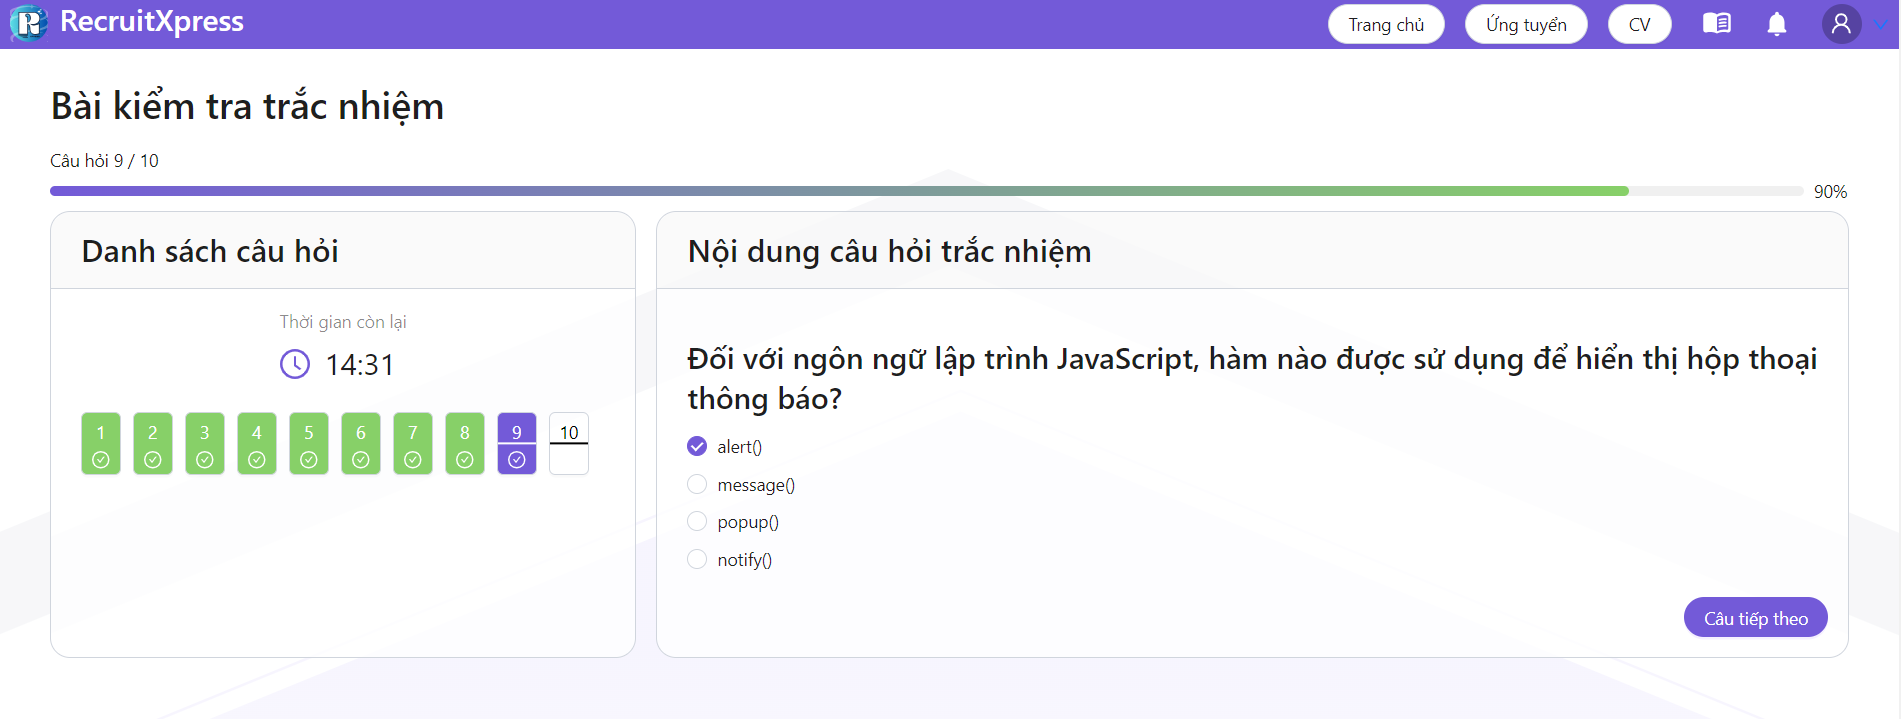 RecruitXpress
Trang chủ
Ứng tuyển
CV
Bài kiểm tra trắc nhiệm
Câu hỏi 9 / 10
90%
Danh sách câu hỏi
Thời gian còn lại
14:31
1 2 3 4 5 6 7 8 9 10
Nội dung câu hỏi trắc nhiệm
Đối với ngôn ngữ lập trình JavaScript, hàm nào được sử dụng để hiển thị hộp thoại
thông báo?
alert()
message()
popup()
notify()
Câu tiếp theo